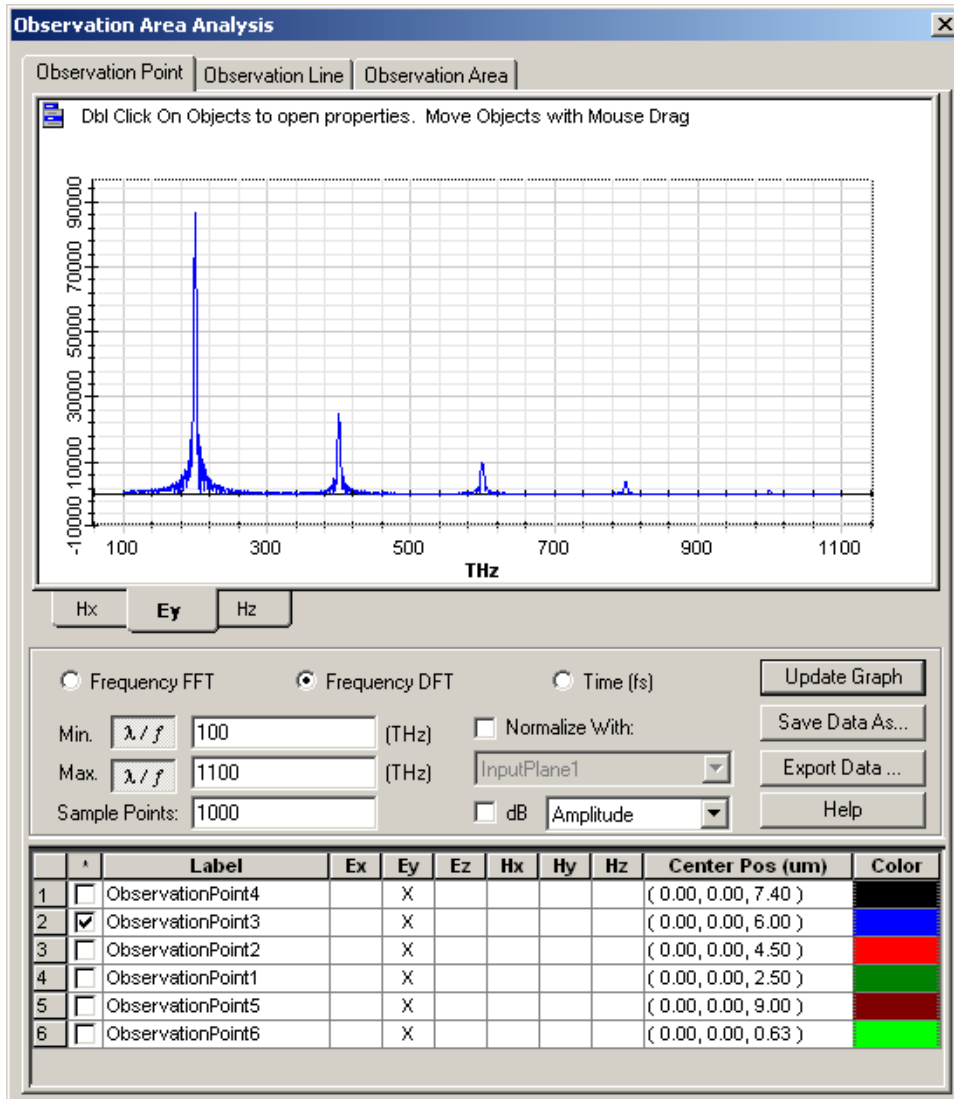 Observation Area Analysis
Observation Point Observation Line Observation Area
Dbl Click On Objects to open properties. Move Objects with Mouse Drag
90000
70000
50000
30000
10000
-10000
100 300 500 700 900 1100
THz
Hx Ey Hz
Frequency FFT Frequency DFT Time (fs) Update Graph
Min. λ / f 100 (THz) Normalize With: Save Data As...
Max. λ / f 1100 (THz) InputPlane1 Export Data ...
Sample Points: 1000 dB Amplitude Help
* Label Ex Ey Ez Hx Hy Hz Center Pos (um) Color
1 ObservationPoint4 X ( 0.00, 0.00, 7.40 )
2 ObservationPoint3 X ( 0.00, 0.00, 6.00 )
3 ObservationPoint2 X ( 0.00, 0.00, 4.50 )
4 ObservationPoint1 X ( 0.00, 0.00, 2.50 )
5 ObservationPoint5 X ( 0.00, 0.00, 9.00 )
6 ObservationPoint6 X ( 0.00, 0.00, 0.63 )